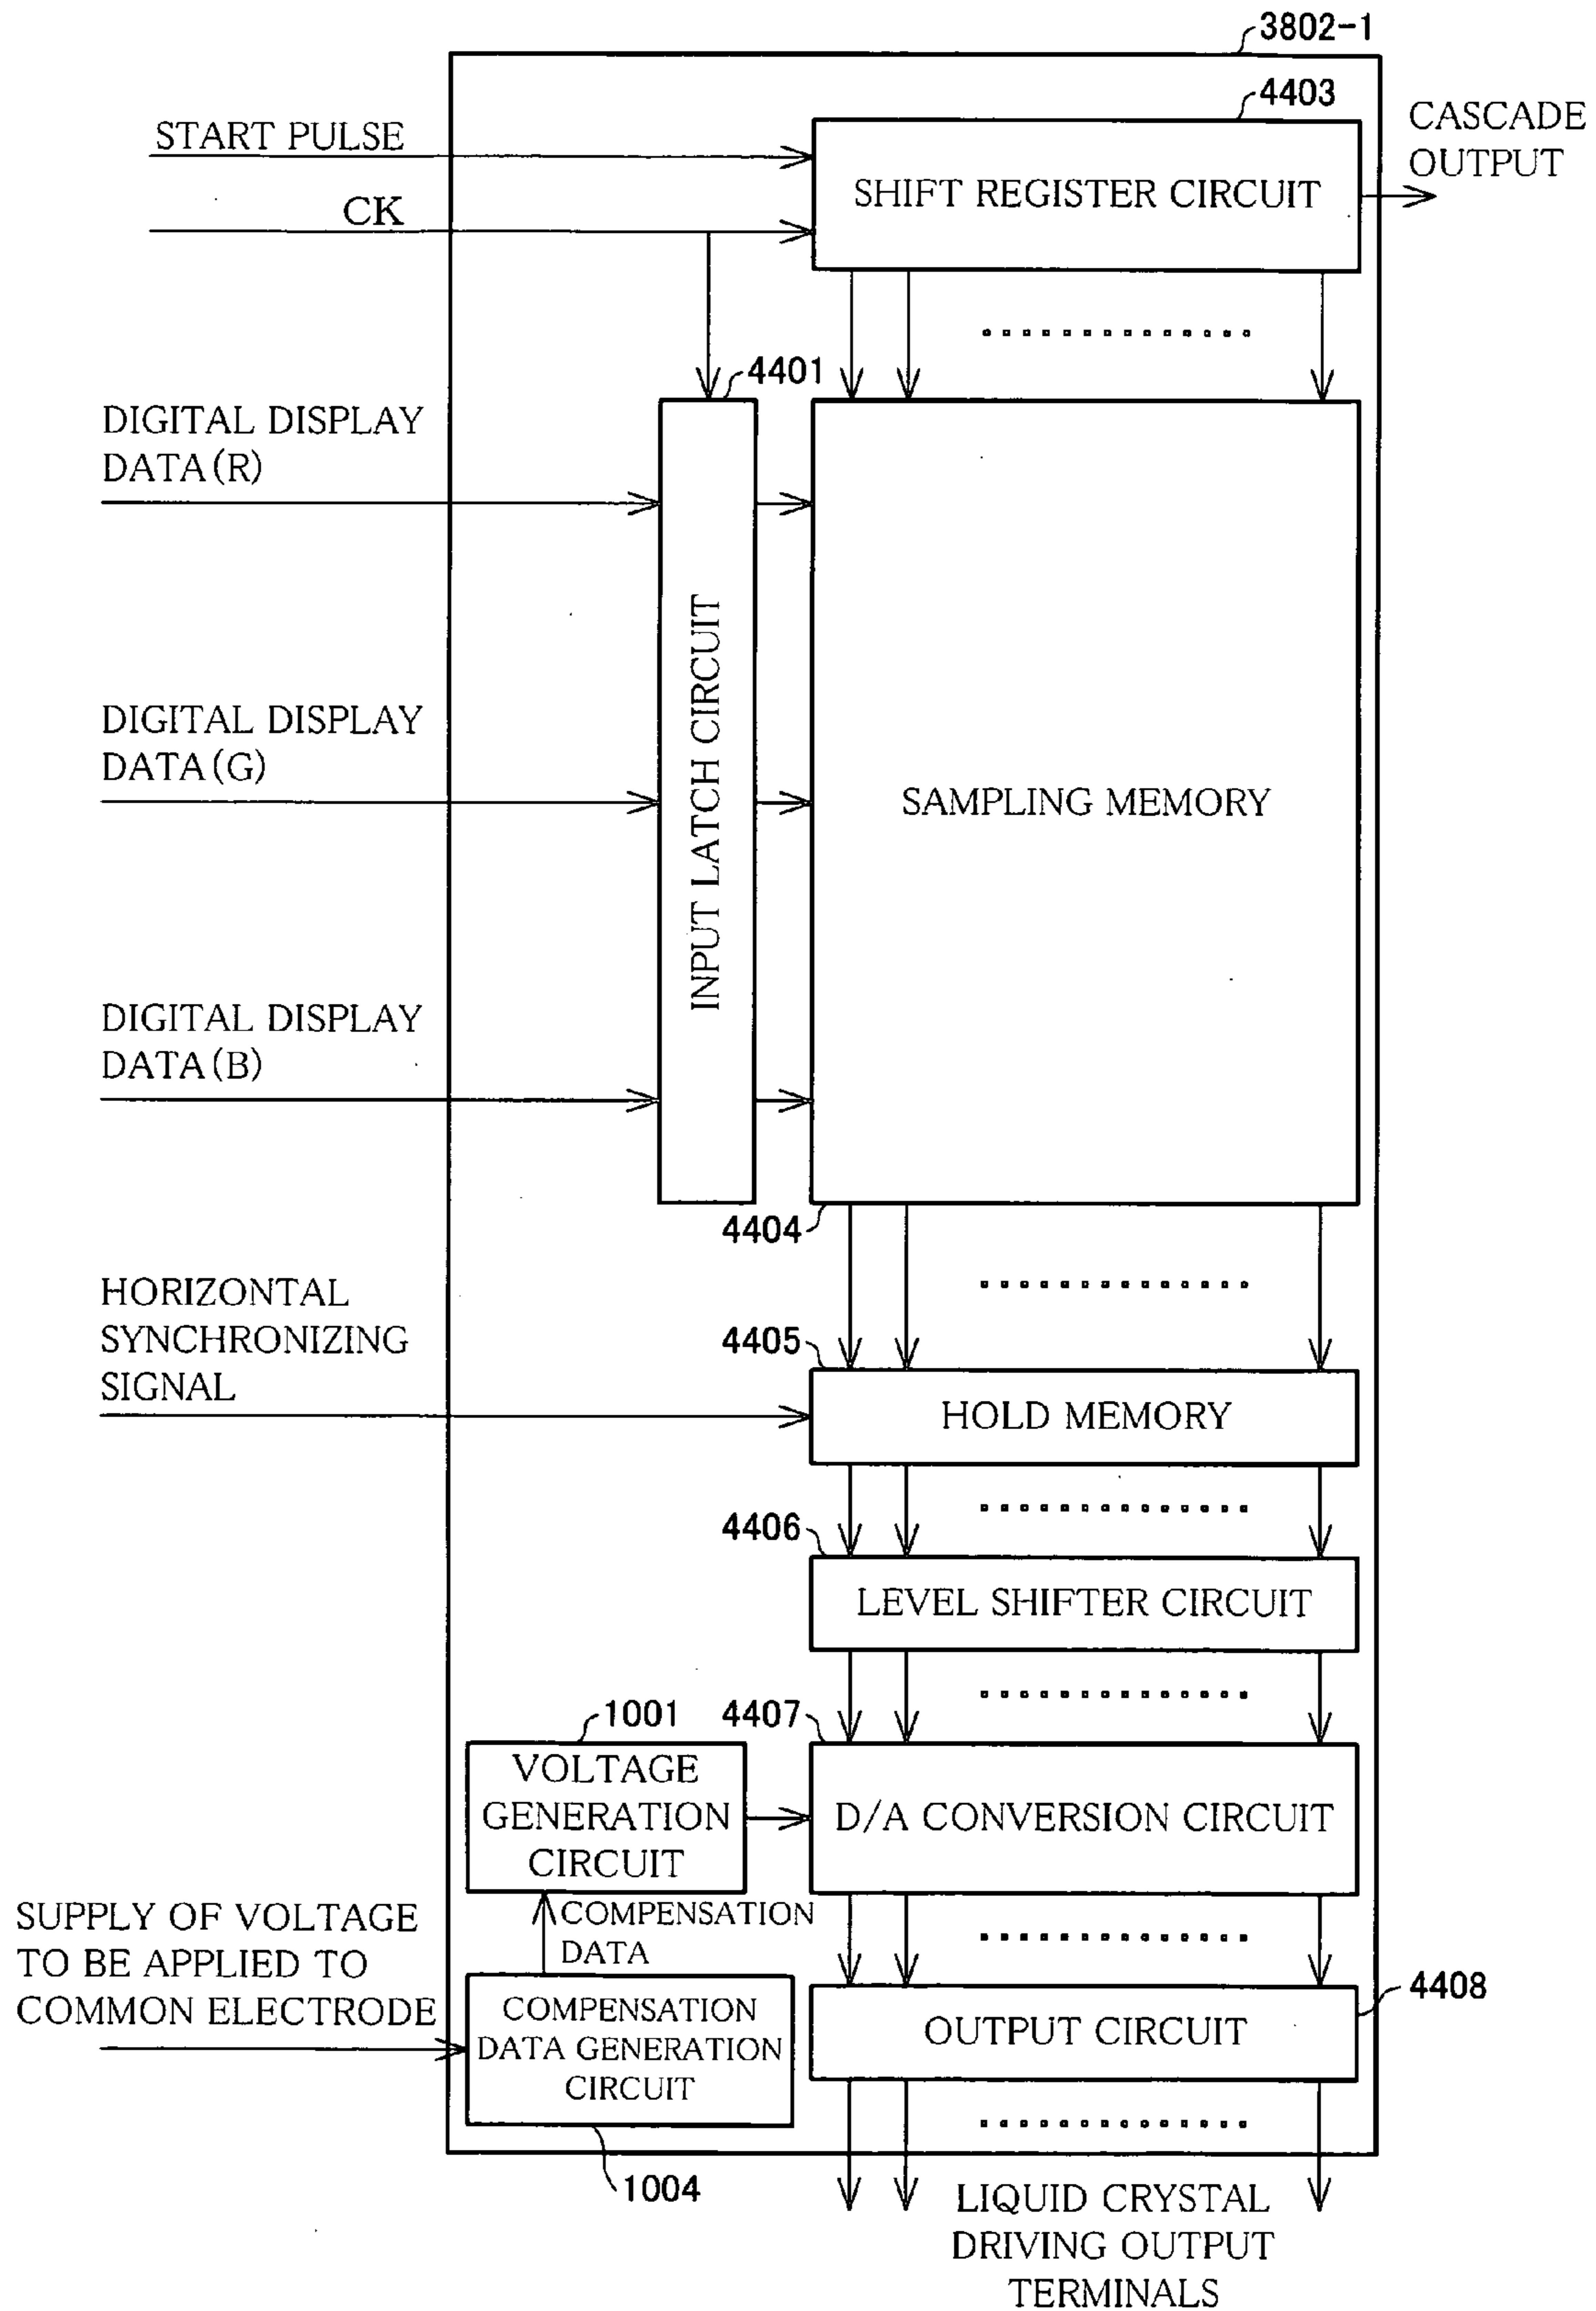 3802-1
4403
CASCADE
OUTPUT
START PULSE
SHIFT REGISTER CIRCUIT
CK
4401
DIGITAL DISPLAY
DATA(R)
INPUT LATCH CIRCUIT
DIGITAL DISPLAY
DATA(G)
SAMPLING MEMORY
DIGITAL DISPLAY
DATA(B)
4404
HORIZONTAL
SYNCHRONIZING
SIGNAL
4405
HOLD MEMORY
4406
LEVEL SHIFTER CIRCUIT
1001
4407
VOLTAGE
GENERATION
CIRCUIT
D/A CONVERSION CIRCUIT
COMPENSATION
DATA
SUPPLY OF VOLTAGE
TO BE APPLIED TO
COMMON ELECTRODE
4408
COMPENSATION
DATA GENERATION
CIRCUIT
OUTPUT CIRCUIT
1004
LIQUID CRYSTAL
DRIVING OUTPUT
TERMINALS